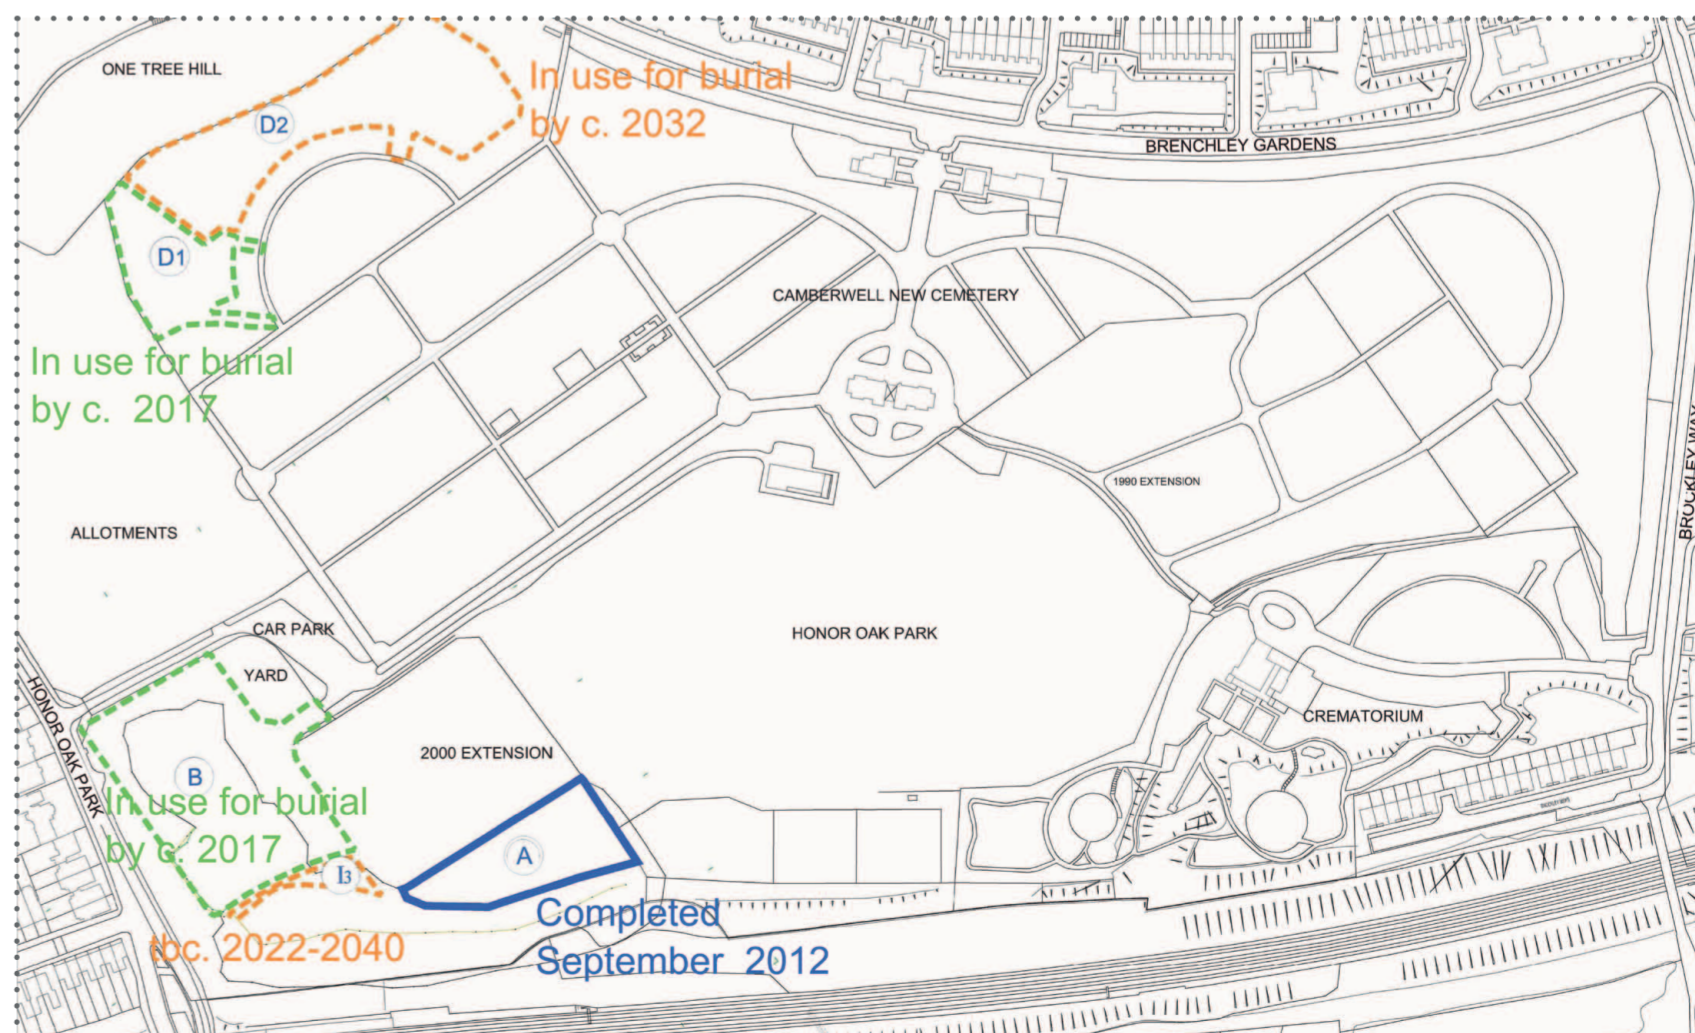 ONE TREE HILL
In use for burial
by c. 2032
D2
BRENCHLEY GARDENS
D1
CAMBERWELL NEW CEMETERY
In use for burial
by c. 2017
1990 EXTENSION
BROCKLEY WAY
ALLOTMENTS
CAR PARK
HONOR OAK PARK
YARD
HONOR OAK PARK
CREMATORIUM
2000 EXTENSION
B
In use for burial
by c. 2017
A
I3
Completed
September 2012
tbc. 2022-2040